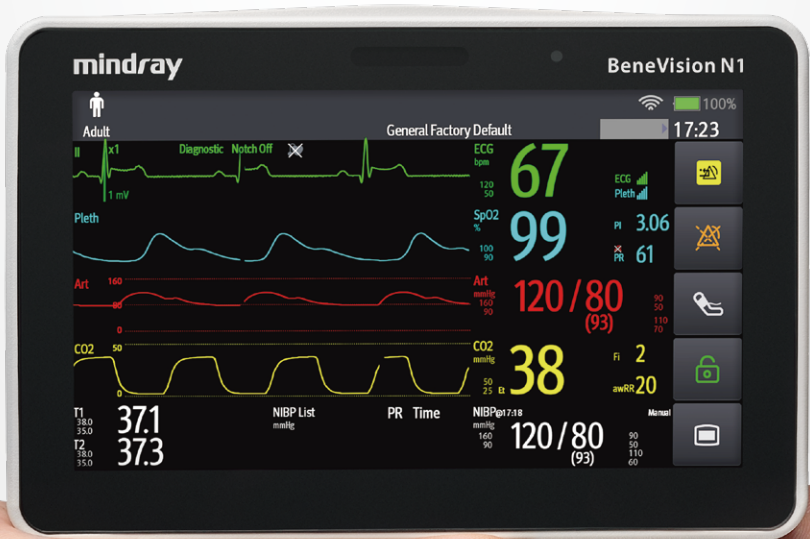 mindray BeneVision N1
100%
Adult General Factory Default 17:23
II x1 Diagnostic Notch Off ECG 67
bpm
120
50
ECG
Pleth
1 mV
Pleth SpO2 99 PI 3.06
%
100
90
PR 61
Art 160 Art 120/80
mmHg
160
90
(93)
90
50
110
70
80
0
CO2 50 CO2 38 Fi 2
mmHg
50
25 Et awRR 20
0
T1 37.1 NIBP List PR Time NIBP@17:18 Manual
38.0
35.0
mmHg mmHg
160
90
120/80
(93)
90
50
110
60
T2 37.3
38.0
35.0